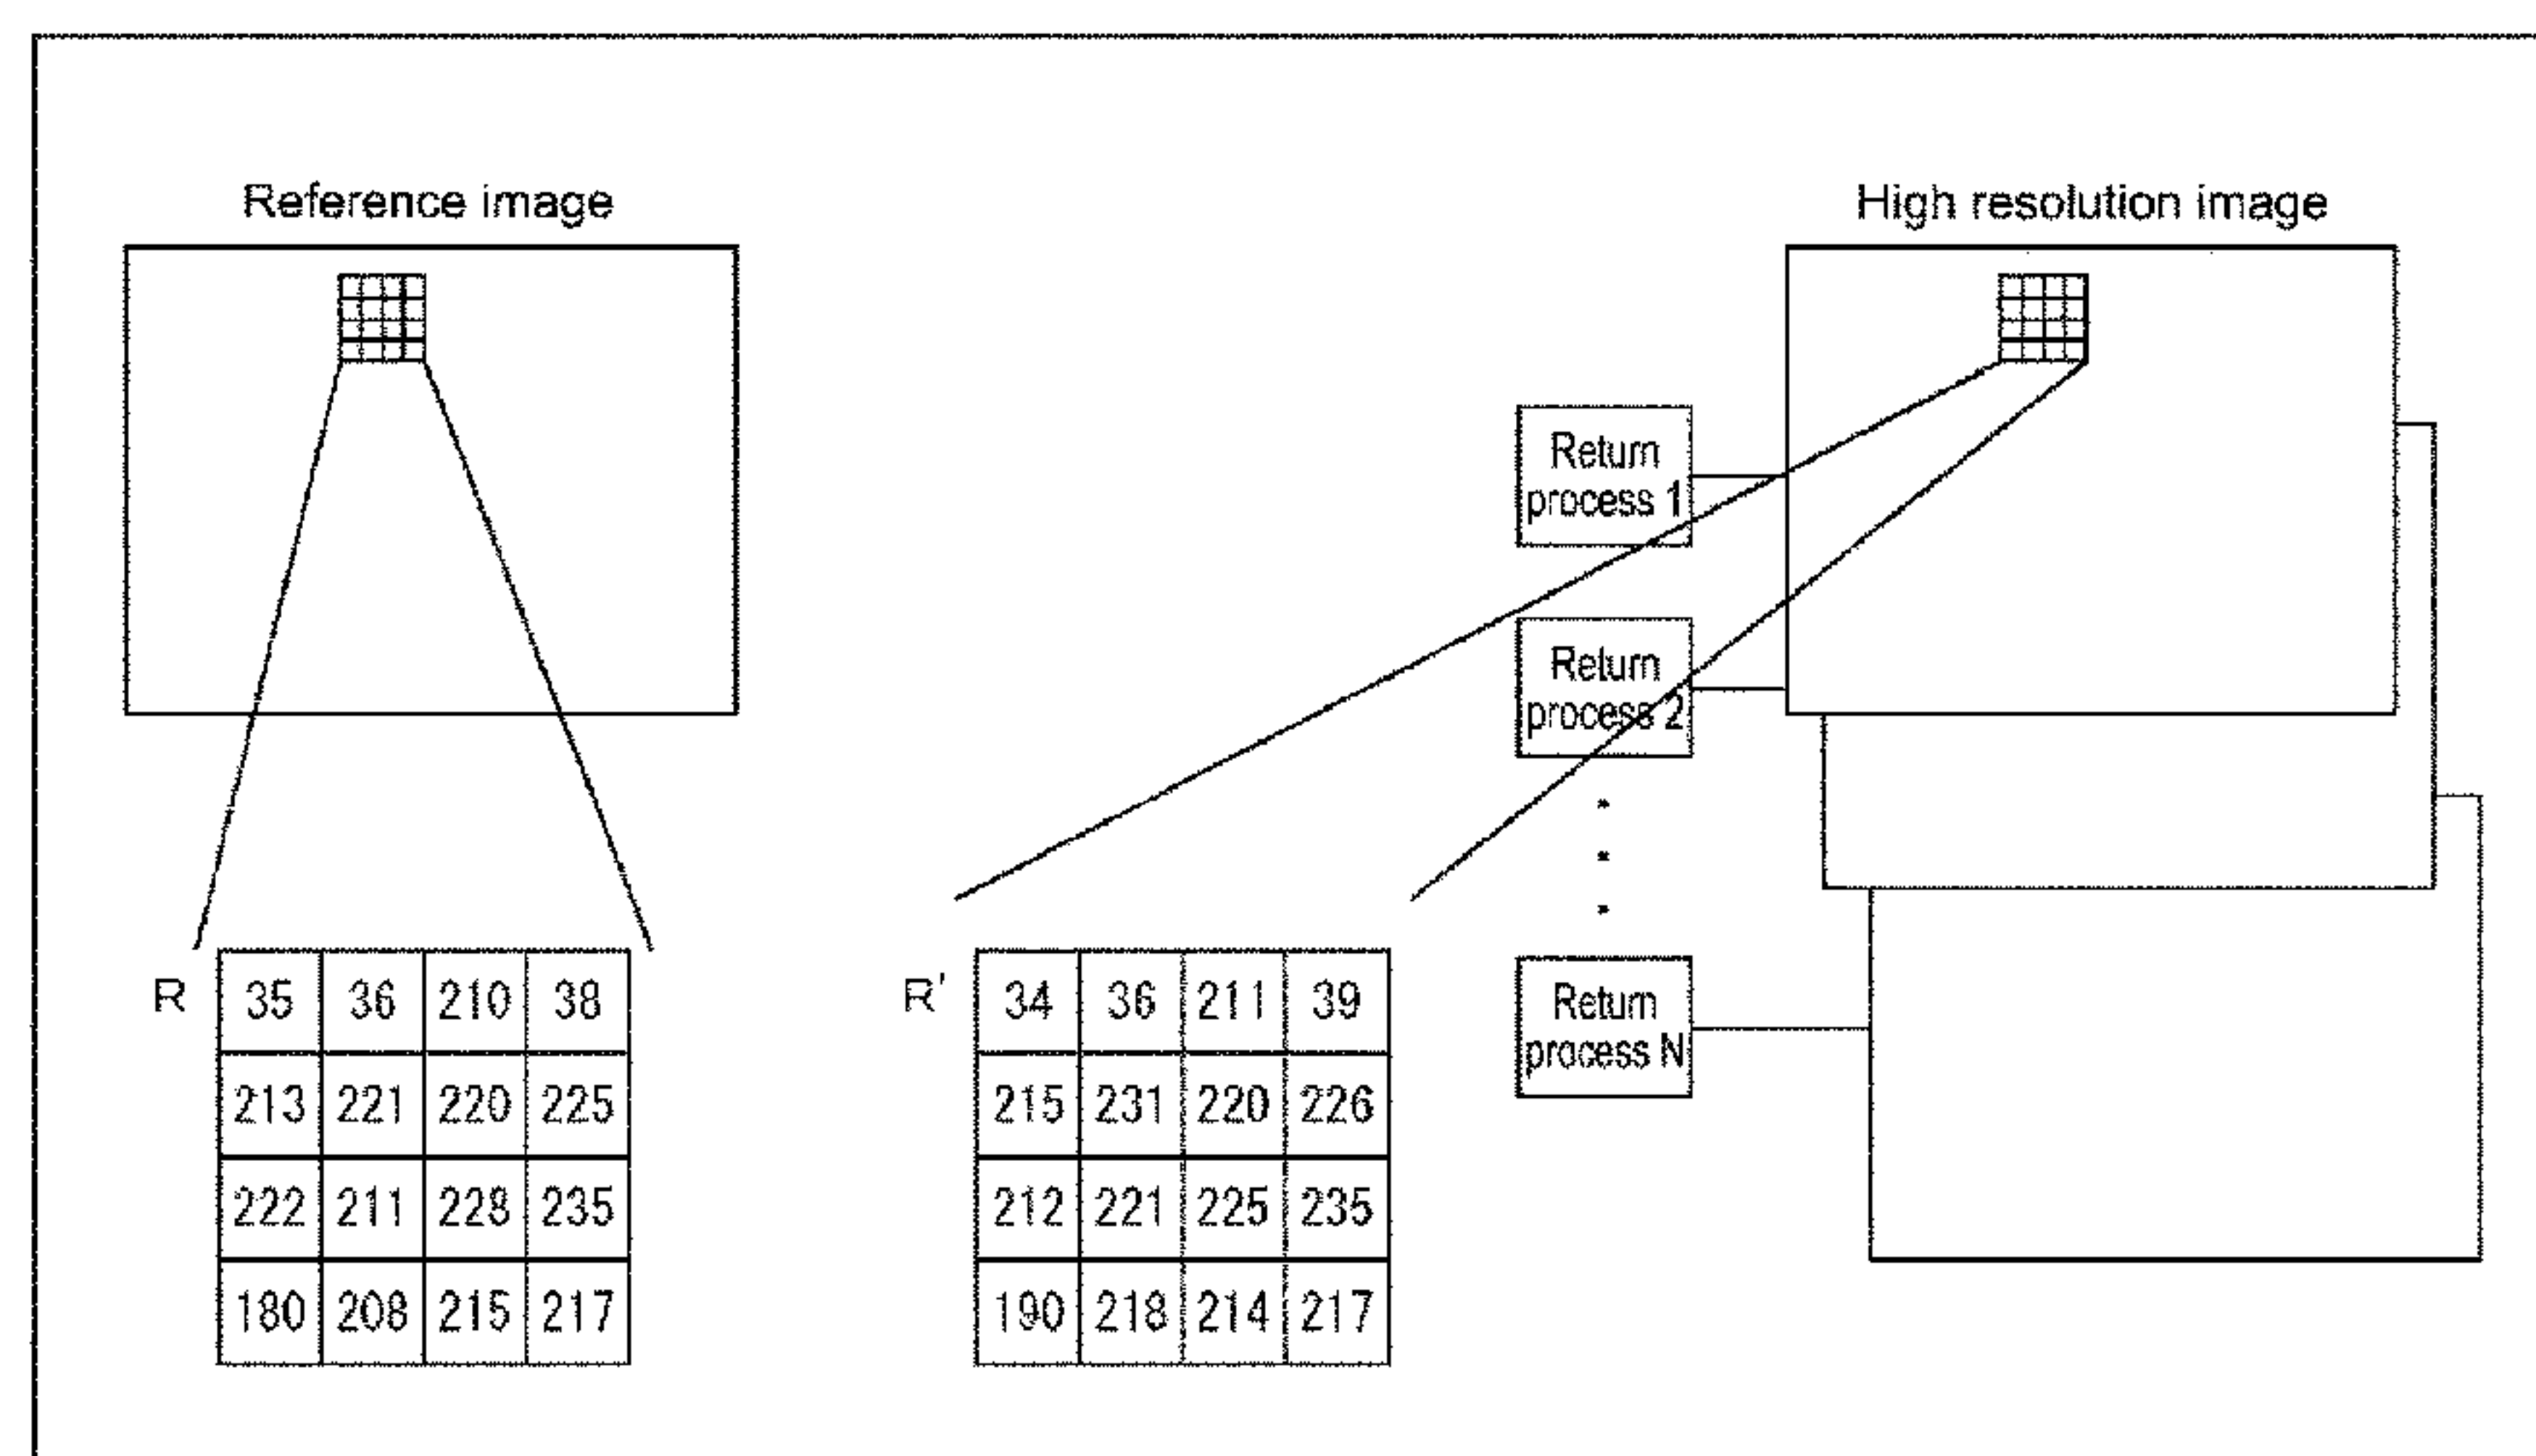 Reference image
High resolution image
Return
process 1
Return
process 2
Return
process N
R
35 36 210 38
213 221 220 225
222 211 228 235
180 208 215 217
R'
34 36 211 39
215 231 220 226
212 221 225 235
190 218 214 217